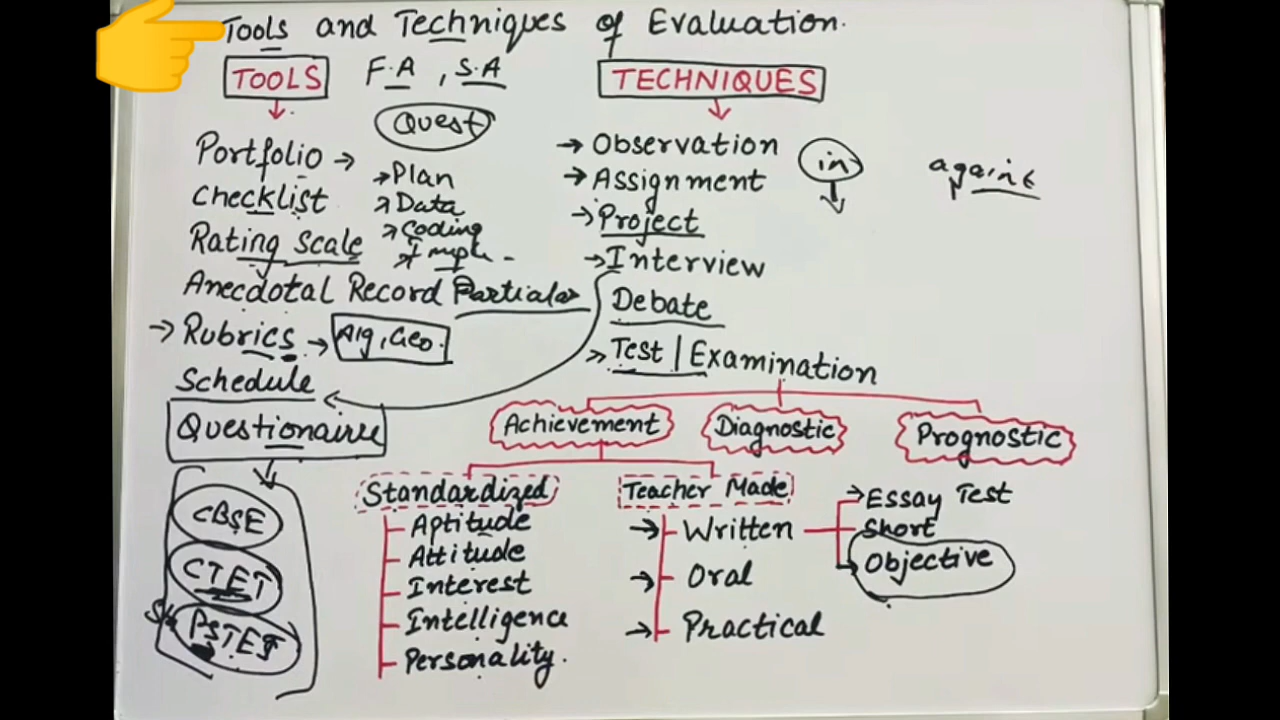 Tools and Techniques of Evaluation.
TOOLS
F.A , S.A
Quest
Portfolio →
→ Plan
→ Data
→ Coding
Checklist
Rating Scale
Anecdotal Record
→ Rubrics → Alg, Geo.
Schedule
Questionaire
CBSE
CTET
PSTET
TECHNIQUES
→ Observation
→ Assignment
→ Project
→ Interview
Debate
→ Test | Examination
in
Achievement
Diagnostic
Prognostic
Standardized
Aptitude
Attitude
Interest
Intelligence
Personality.
Teacher Made
→ Written
→ Oral
→ Practical
→ Essay Test
Short
Objective